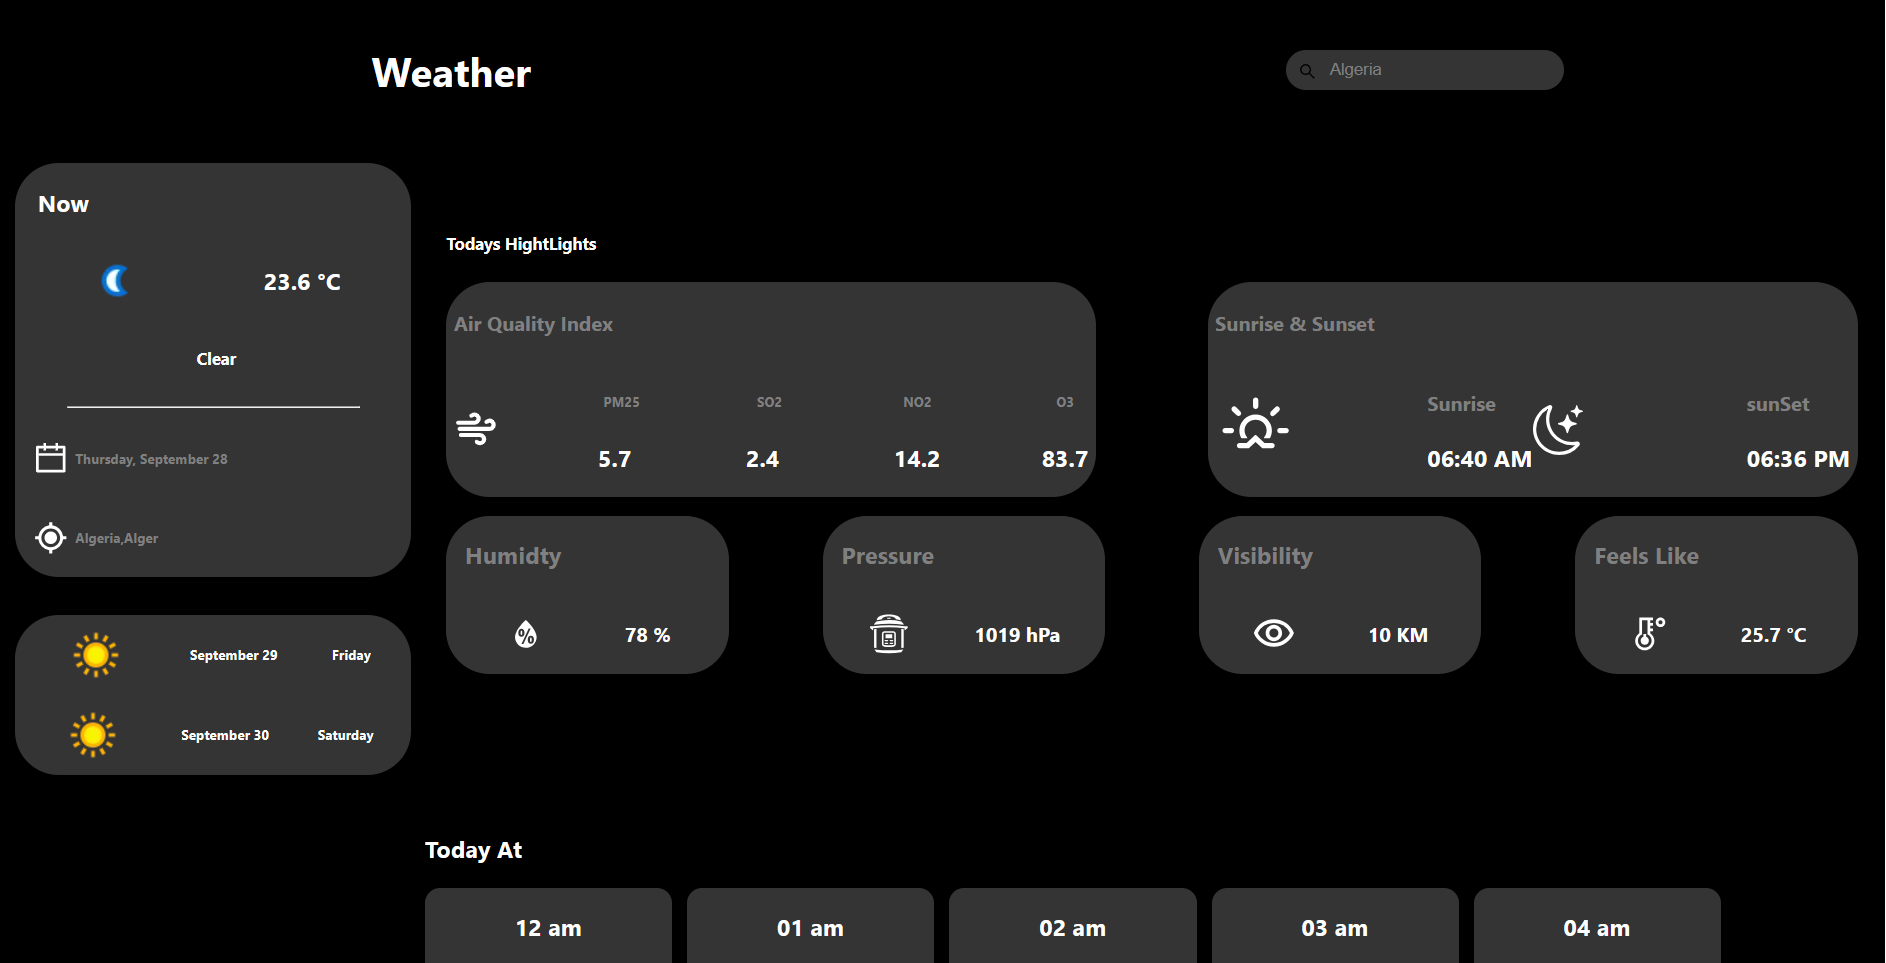 Weather
Algeria
Now
23.6 °C
Clear
Thursday, September 28
Algeria,Alger
September 29 Friday
September 30 Saturday
Todays HightLights
Air Quality Index
PM25 SO2 NO2 O3
5.7 2.4 14.2 83.7
Sunrise & Sunset
Sunrise sunSet
06:40 AM 06:36 PM
Humidty
%
78 %
Pressure
1019 hPa
Visibility
10 KM
Feels Like
25.7 °C
Today At
12 am 01 am 02 am 03 am 04 am